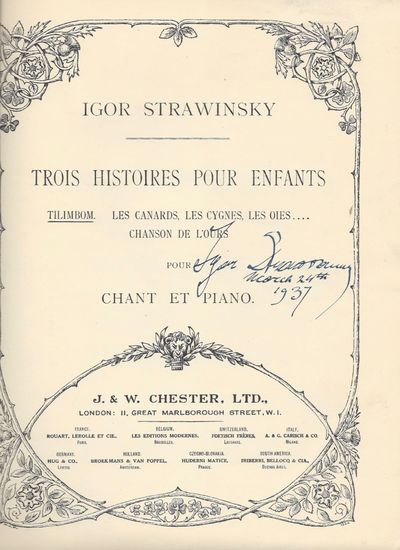 IGOR STRAWINSKY
TROIS HISTOIRES POUR ENFANTS
TILIMBOM. LES CANARDS, LES CYGNES, LES OIES....
CHANSON DE L'OURS
POUR
Igor Strawinsky
March 24th
1937
CHANT ET PIANO.
J. & W. CHESTER, LTD.,
LONDON: 11, GREAT MARLBOROUGH STREET, W.1.
FRANCE: BELGIUM: SWITZERLAND: ITALY:
ROUART, LEROLLE ET CIE., LES EDITIONS MODERNES, FOETISCH FRÈRES, A. & G. CARISCH & CO.
PARIS. BRUXELLES. LAUSANNE. MILANO.
GERMANY: HOLLAND: CZECHO-SLOVAKIA: SOUTH AMERICA:
HUG & CO., BROEKMANS & VAN POPPEL, HUDEBNI MATICE, IRIBERRI, BELLOCQ & CIA.,
LEIPZIG. AMSTERDAM. PRAGUE. BUENOS AIRES.